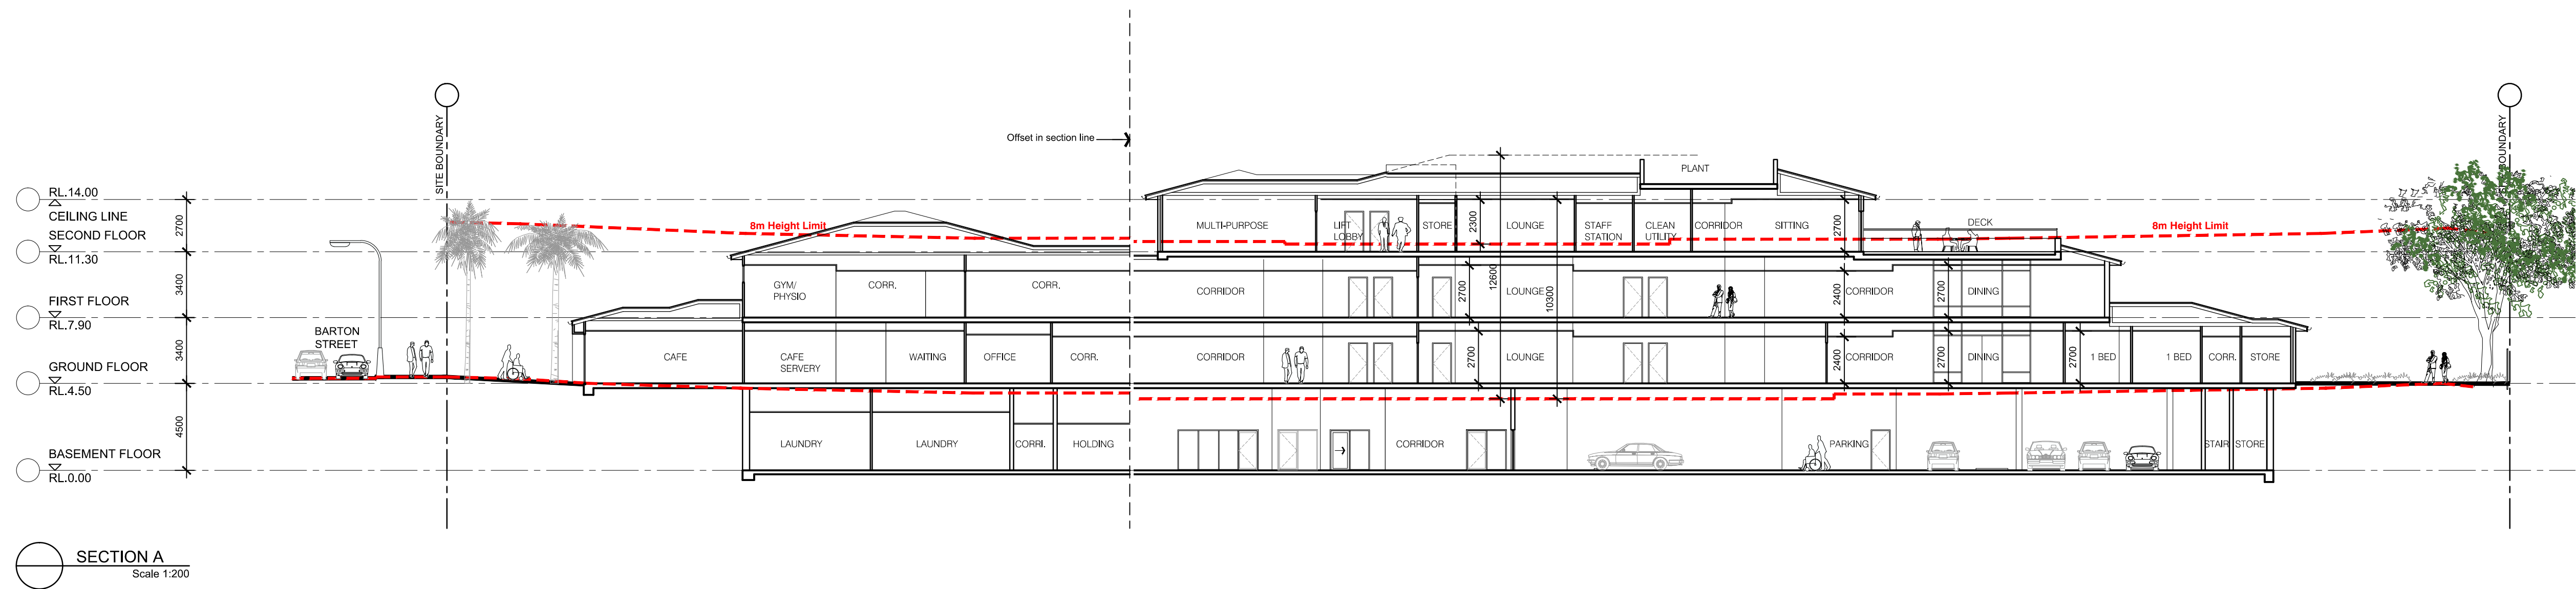 SITE BOUNDARY
BOUNDARY
Offset in section line
PLANT
RL.14.00
CEILING LINE
SECOND FLOOR
RL.11.30
FIRST FLOOR
RL.7.90
GROUND FLOOR
RL.4.50
BASEMENT FLOOR
RL.0.00
2700
3400
3400
4500
8m Height Limit
MULTI-PURPOSE
LIFT
LOBBY
STORE
2300
LOUNGE
STAFF
STATION
CLEAN
UTILITY
CORRIDOR
SITTING
2700
DECK
8m Height Limit
GYM/
PHYSIO
CORR.
CORR.
CORRIDOR
2700
12600
LOUNGE
10300
2400
CORRIDOR
2700
DINING
BARTON
STREET
CAFE
CAFE
SERVERY
WAITING
OFFICE
CORR.
CORRIDOR
2700
LOUNGE
2400
CORRIDOR
2700
DINING
2700
1 BED
1 BED
CORR.
STORE
LAUNDRY
LAUNDRY
CORRI.
HOLDING
CORRIDOR
PARKING
STAIR
STORE
SECTION A
Scale 1:200